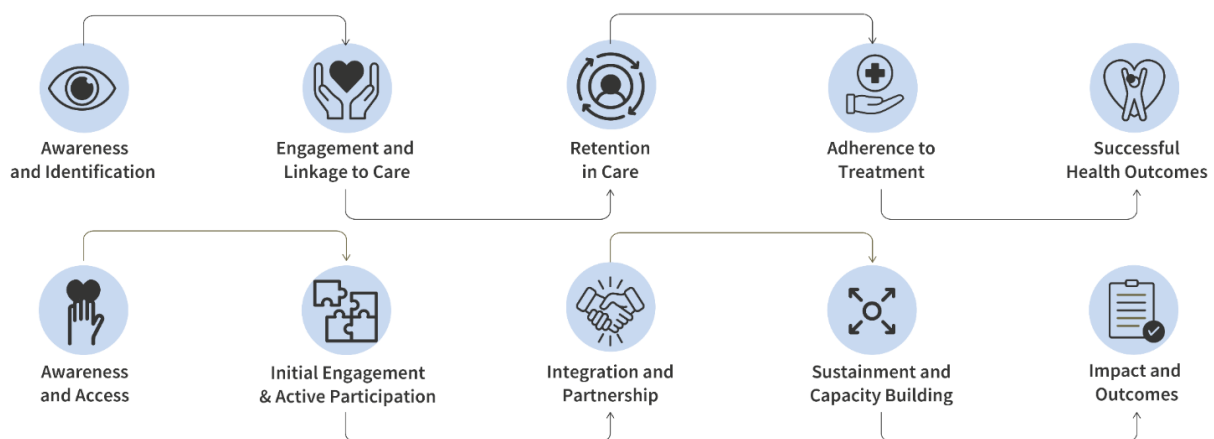 Awareness
and Identification
Engagement and
Linkage to Care
Retention
in Care
Adherence to
Treatment
Successful
Health Outcomes
Awareness
and Access
Initial Engagement
& Active Participation
Integration and
Partnership
Sustainment and
Capacity Building
Impact and
Outcomes